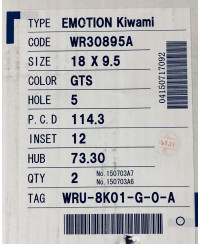 TYPE EMOTION Kiwami
CODE WR30895A
SIZE 18 X 9.5
COLOR GTS
HOLE 5
P.C.D 114.3
INSET 12
HUB 73.30
QTY 2 No.150703A7
No.150703A6
TAG WRU-8K01-G-0-A
04150717092